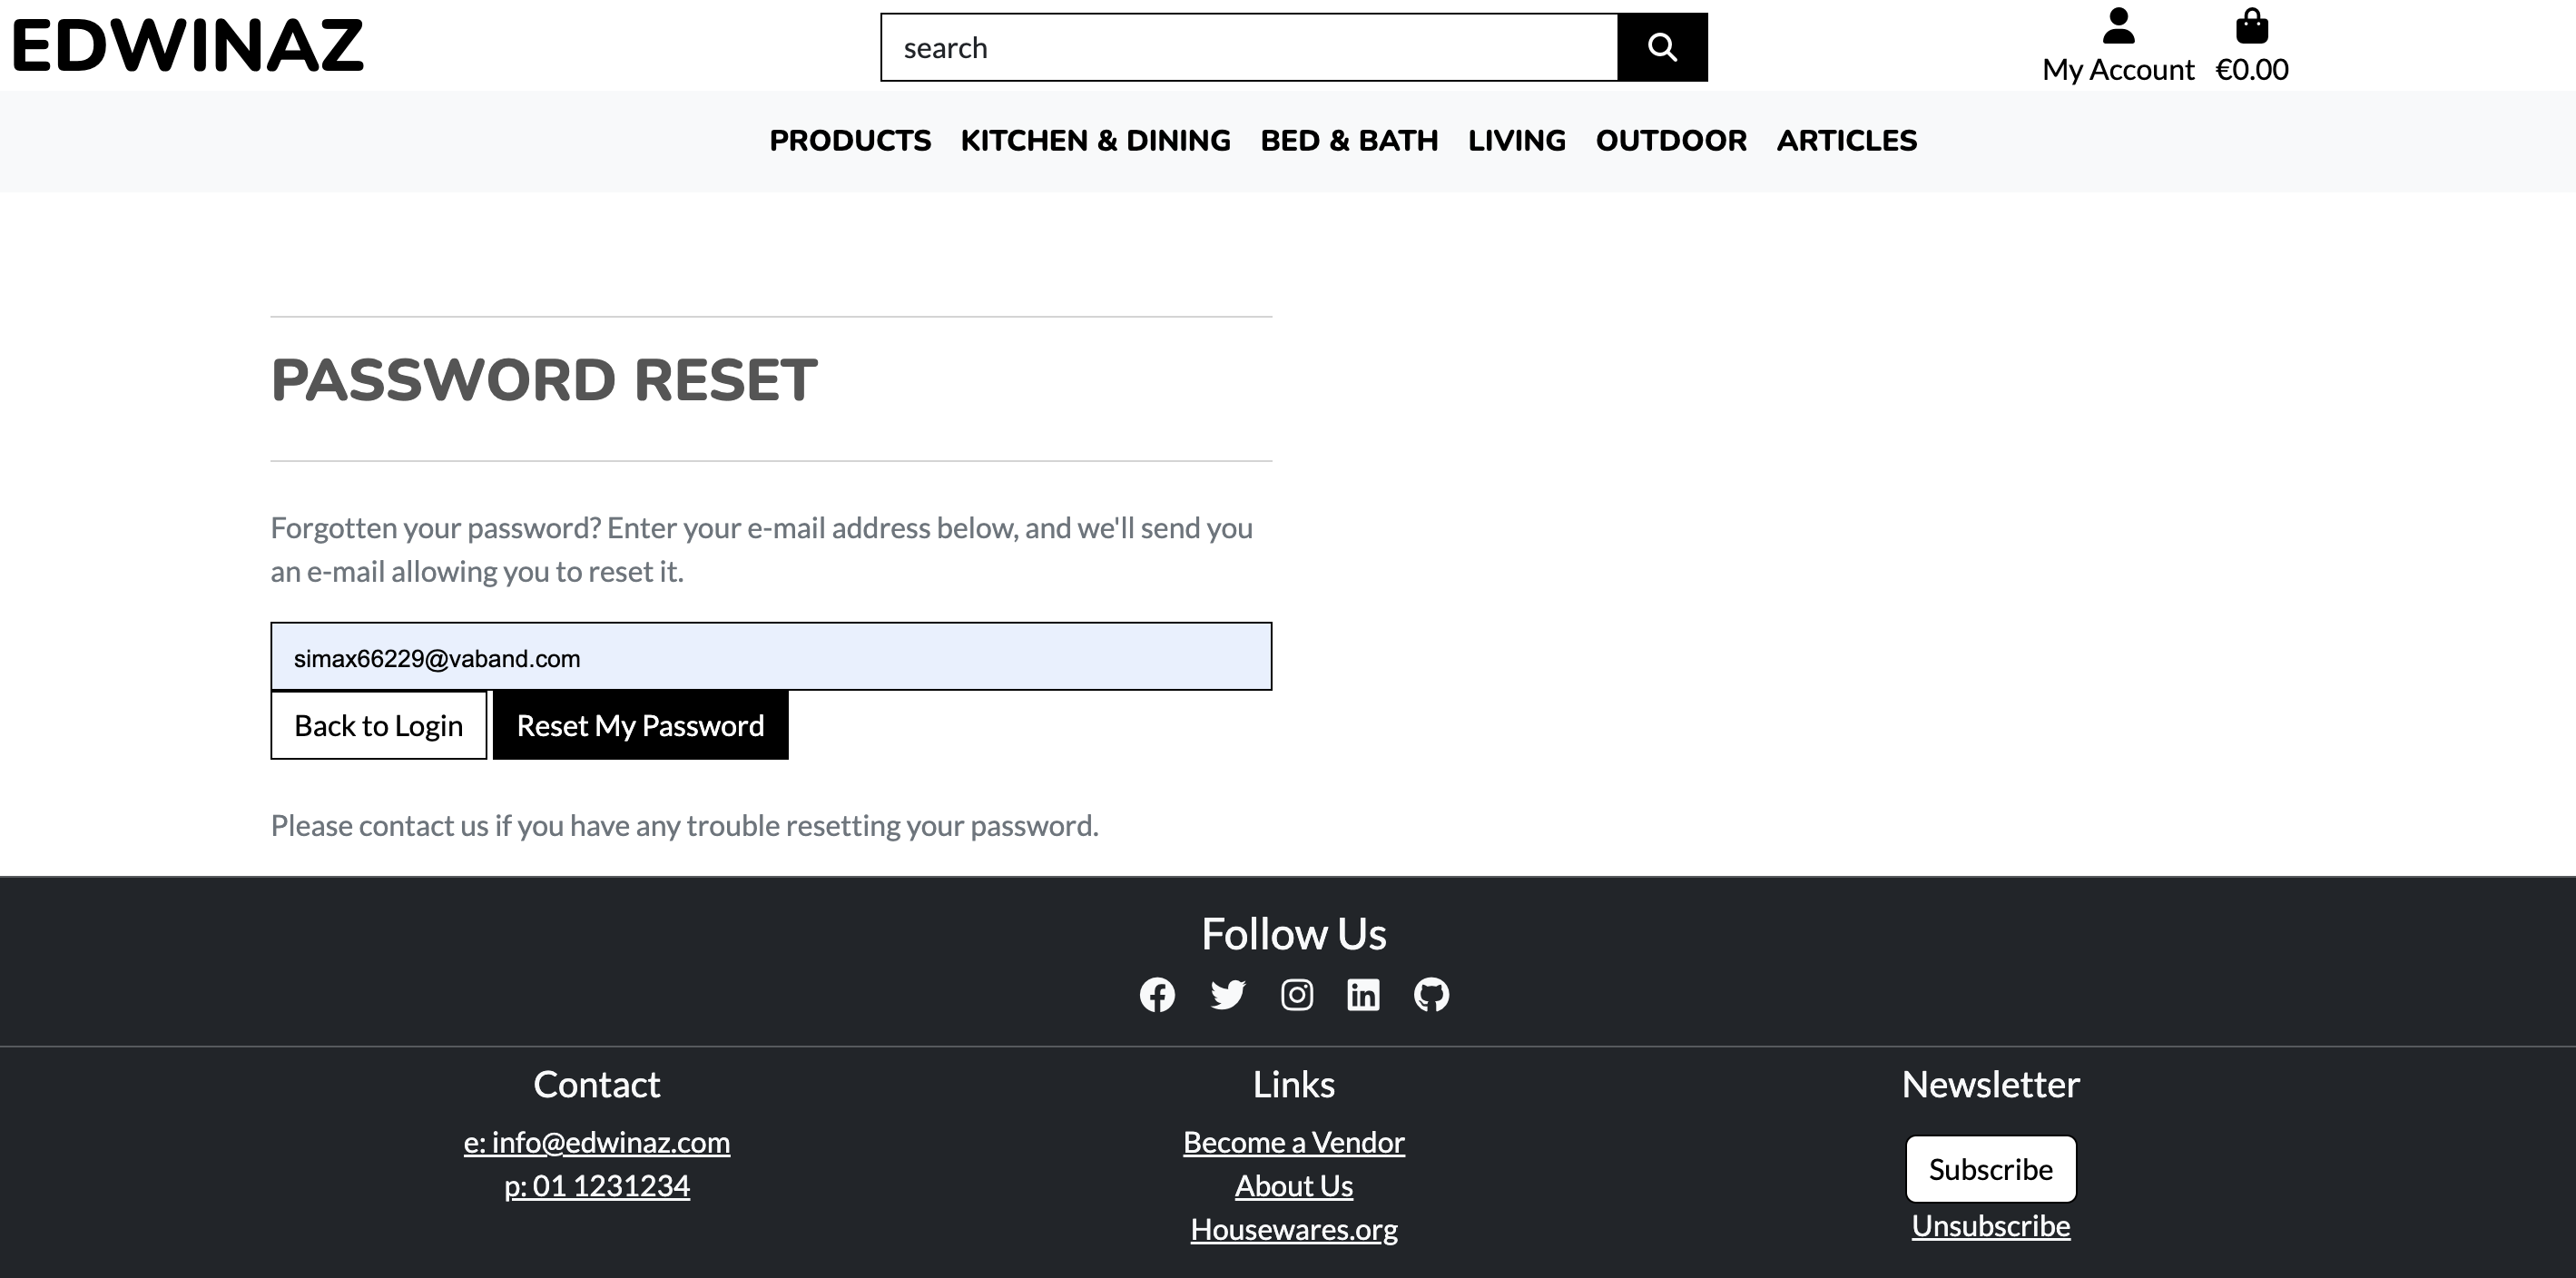 EDWINAZ
search
My Account
€0.00
PRODUCTS KITCHEN & DINING BED & BATH LIVING OUTDOOR ARTICLES
PASSWORD RESET
Forgotten your password? Enter your e-mail address below, and we'll send you
an e-mail allowing you to reset it.
simax66229@vaband.com
Back to Login
Reset My Password
Please contact us if you have any trouble resetting your password.
Follow Us
Contact
e: info@edwinaz.com
p: 01 1231234
Links
Become a Vendor
About Us
Housewares.org
Newsletter
Subscribe
Unsubscribe